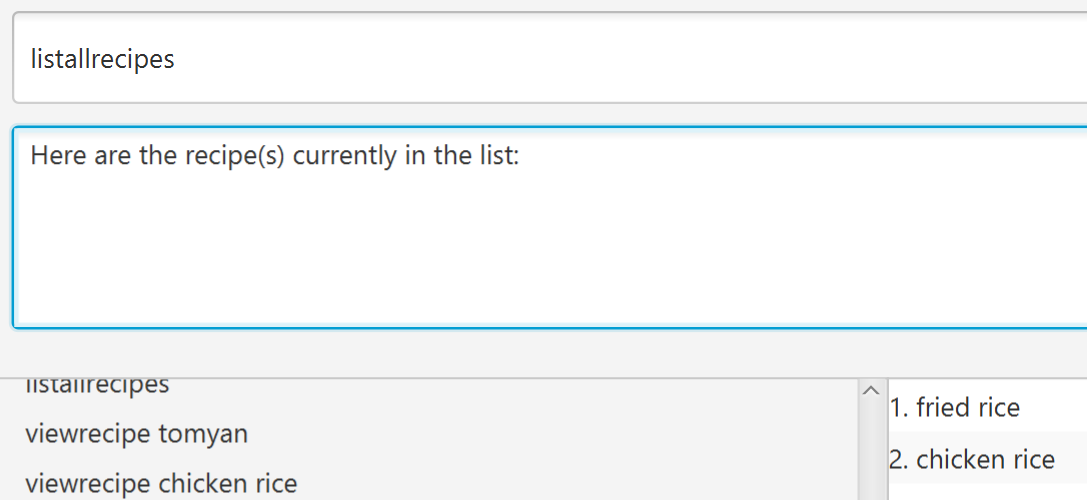 listallrecipes
Here are the recipe(s) currently in the list:
listallrecipes
viewrecipe tomyan
viewrecipe chicken rice
1. fried rice
2. chicken rice